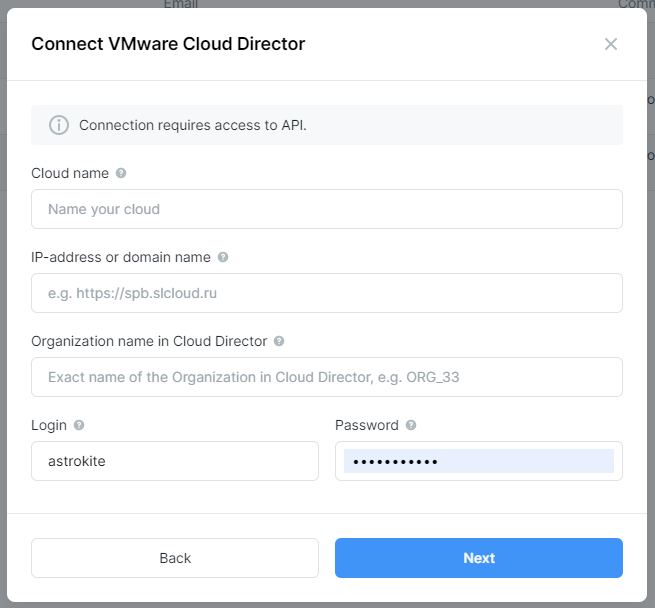 Email
Connect VMware Cloud Director
Connection requires access to API.
Cloud name
Name your cloud
IP-address or domain name
e.g. https://spb.slcloud.ru
Organization name in Cloud Director
Exact name of the Organization in Cloud Director, e.g. ORG_33
Login
Password
astrokite
•••••••••••
Back
Next